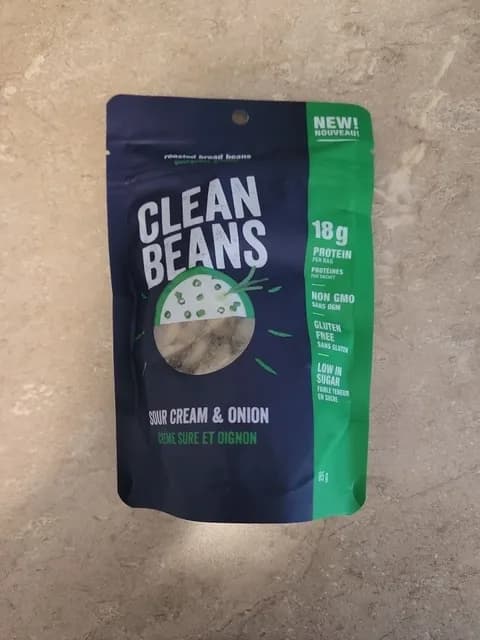 NEW!
NOUVEAU!
roasted broad beans
CLEAN
BEANS
18g
PROTEIN
PER BAG
PROTÉINES
PAR SACHET
NON GMO
SANS OGM
GLUTEN
FREE
SANS GLUTEN
LOW IN
SUGAR
FAIBLE TENEUR
EN SUCRE
SOUR CREAM & ONION
CRÈME SURE ET OIGNON
85 g